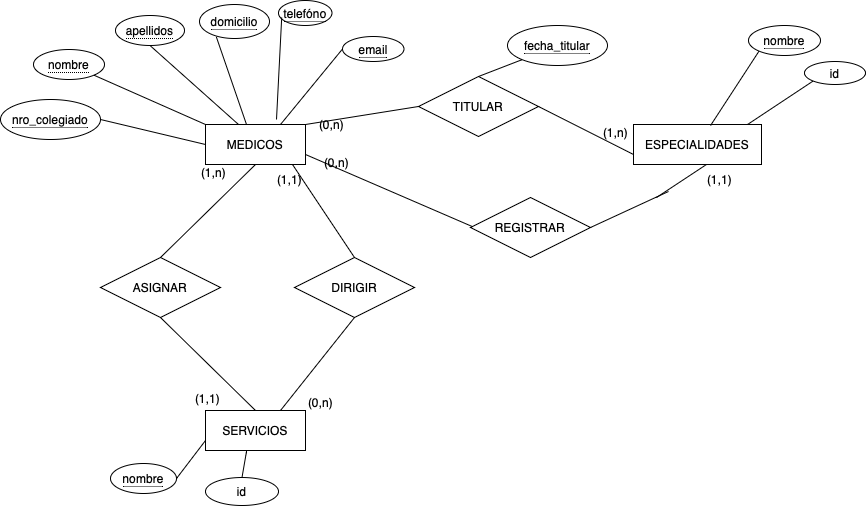 telefóno
domicilio
apellidos
nombre
email
fecha_titular
nombre
id
nro_colegiado
TITULAR
(0,n)
(1,n)
MEDICOS
ESPECIALIDADES
(0,n)
(1,n)
(1,1)
(1,1)
REGISTRAR
ASIGNAR
DIRIGIR
(1,1)
(0,n)
SERVICIOS
nombre
id